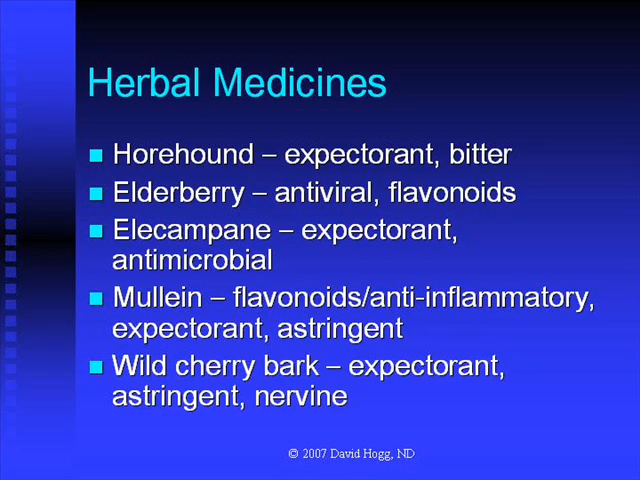 Herbal Medicines
Horehound – expectorant, bitter
Elderberry – antiviral, flavonoids
Elecampane – expectorant,
antimicrobial
Mullein – flavonoids/anti-inflammatory,
expectorant, astringent
Wild cherry bark – expectorant,
astringent, nervine
© 2007 David Hogg, ND